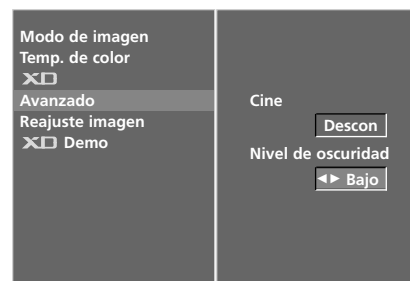 Modo de imagen
Temp. de color
XD
Avanzado
Reajuste imagen
XD Demo
Cine
Descon
Nivel de oscuridad
◄► Bajo